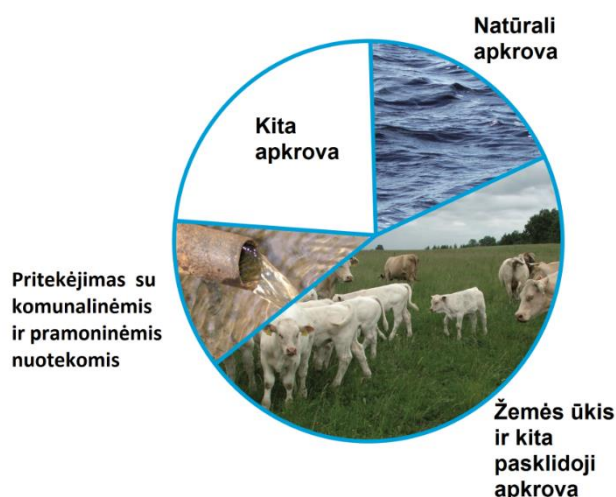 Natūrali
apkrova
Kita
apkrova
Pritekėjimas su
komunalinėmis
ir pramoninėmis
nuotekomis
Žemės ūkis
ir kita
pasklidoji
apkrova